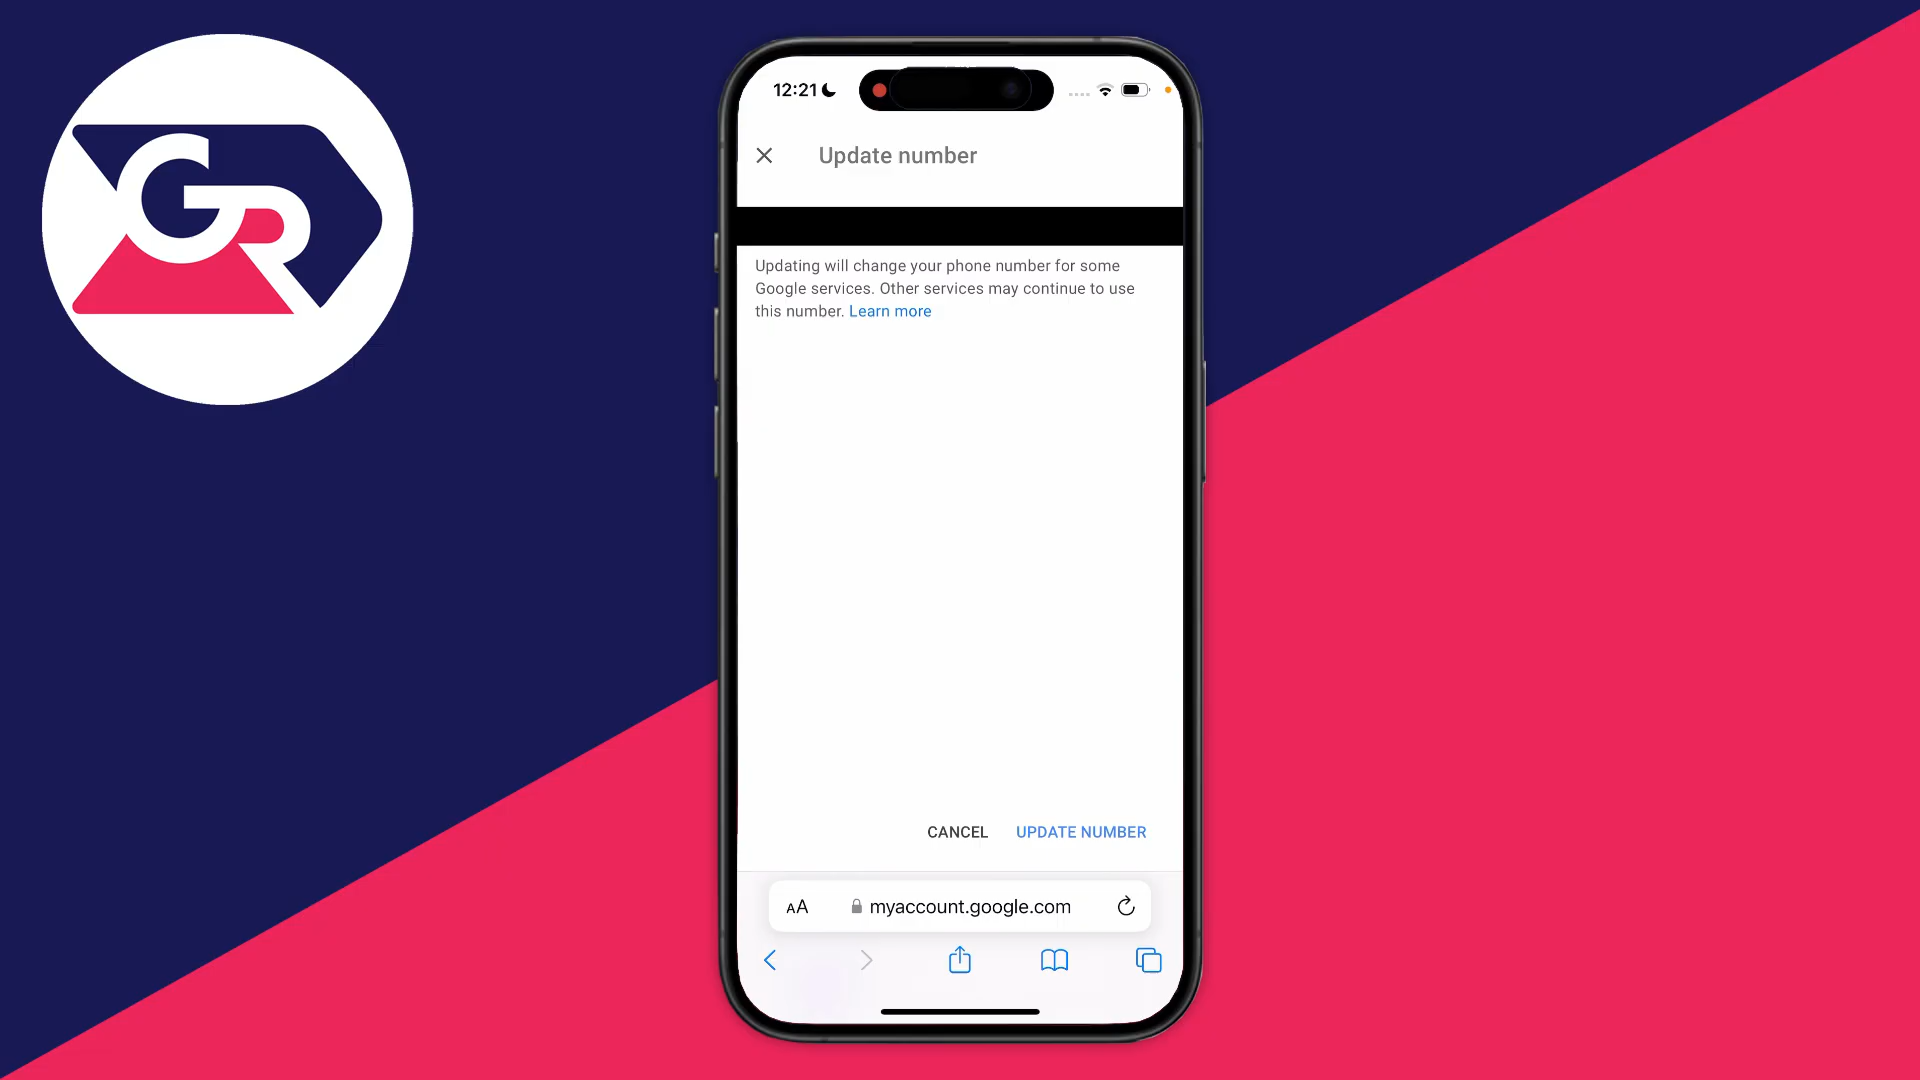 GR
12:21
Update number
Updating will change your phone number for some
Google services. Other services may continue to use
this number. Learn more
CANCEL UPDATE NUMBER
AA myaccount.google.com